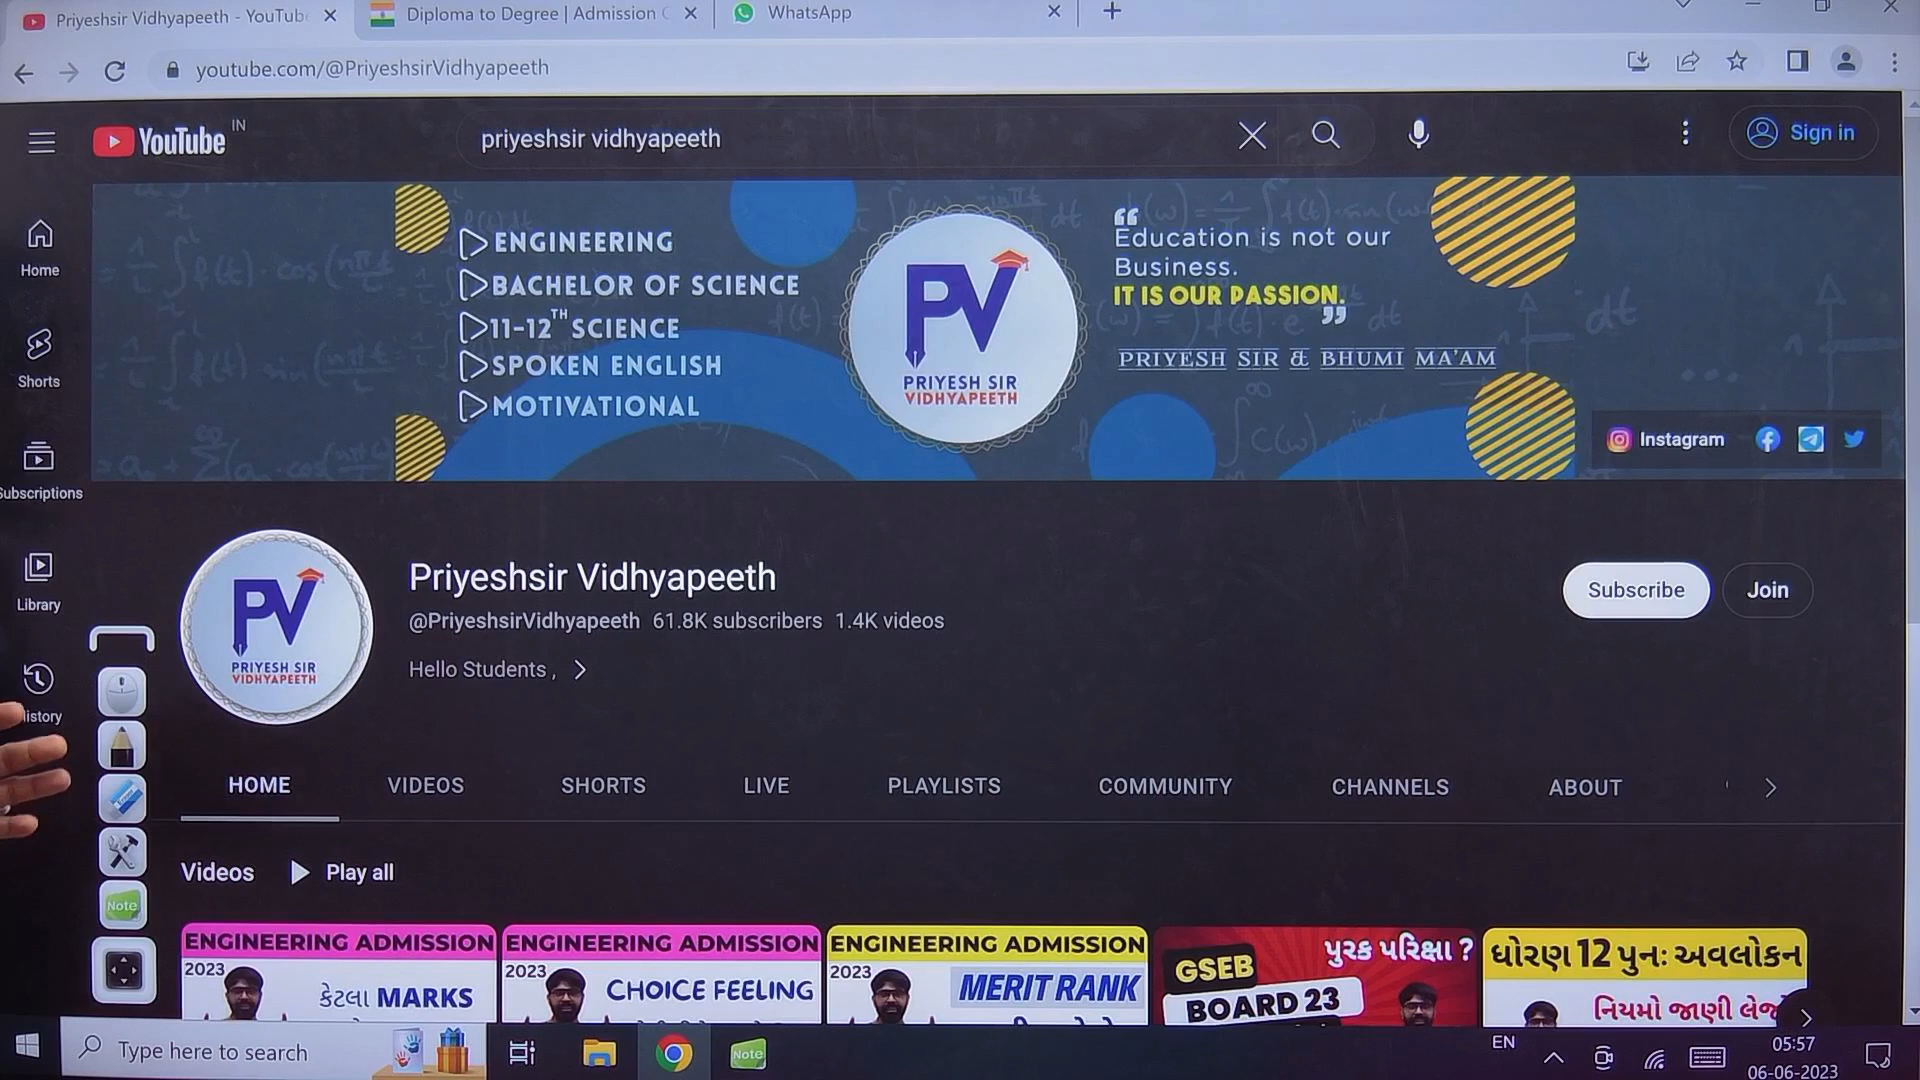 Priyeshsir Vidhyapeeth - YouTube
Diploma to Degree | Admission
WhatsApp
youtube.com/@PriyeshsirVidhyapeeth
YouTube IN
priyeshsir vidhyapeeth
Sign in
ENGINEERING
BACHELOR OF SCIENCE
11-12TH SCIENCE
SPOKEN ENGLISH
MOTIVATIONAL
PV
PRIYESH SIR
VIDHYAPEETH
“
Education is not our
Business.
IT IS OUR PASSION.
”
PRIYESH SIR & BHUMI MA'AM
Instagram
Home
Shorts
Subscriptions
Library
History
PV
PRIYESH SIR
VIDHYAPEETH
Priyeshsir Vidhyapeeth
@PriyeshsirVidhyapeeth 61.8K subscribers 1.4K videos
Hello Students ,
Subscribe
Join
HOME
VIDEOS
SHORTS
LIVE
PLAYLISTS
COMMUNITY
CHANNELS
ABOUT
Videos
Play all
Note
ENGINEERING ADMISSION
2023
કેટલા MARKS
ENGINEERING ADMISSION
2023
CHOICE FEELING
ENGINEERING ADMISSION
2023
MERIT RANK
પુરક પરિક્ષા ?
GSEB
BOARD 23
ધોરણ 12 પુનઃ અવલોકન
નિયમો જાણી લેજો
Type here to search
Note
EN
05:57
06-06-2023